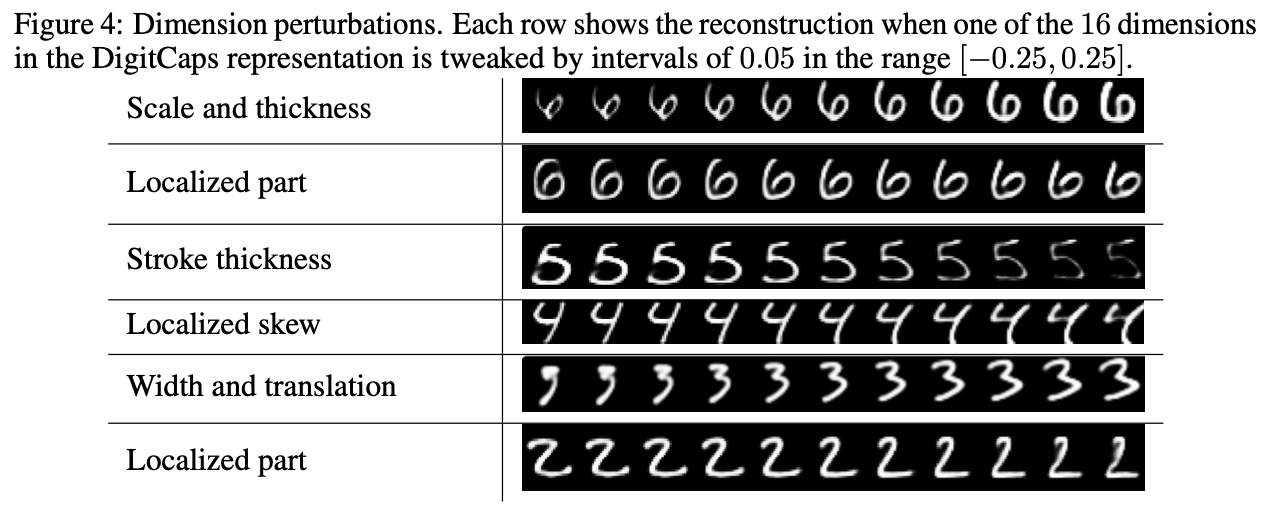 Figure 4: Dimension perturbations. Each row shows the reconstruction when one of the 16 dimensions
in the DigitCaps representation is tweaked by intervals of 0.05 in the range [−0.25, 0.25].
Scale and thickness 6 6 6 6 6 6 6 6 6 6 6
Localized part 6 6 6 6 6 6 6 6 6 6 6
Stroke thickness 5 5 5 5 5 5 5 5 5 5 5
Localized skew 4 4 4 4 4 4 4 4 4 4 4
Width and translation 3 3 3 3 3 3 3 3 3 3 3
Localized part 2 2 2 2 2 2 2 2 2 2 2